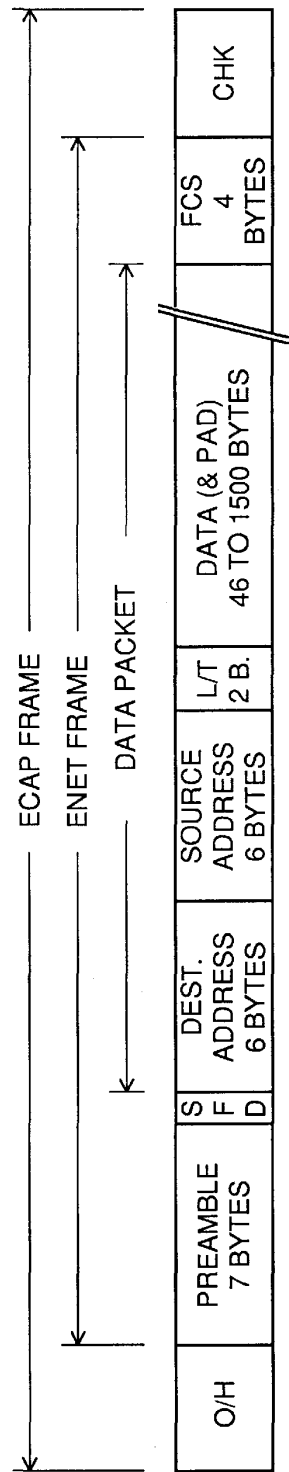 ECAP FRAME
ENET FRAME
DATA PACKET
O/H
PREAMBLE
7 BYTES
S
F
D
DEST.
ADDRESS
6 BYTES
SOURCE
ADDRESS
6 BYTES
L/T
2 B.
DATA (& PAD)
46 TO 1500 BYTES
FCS
4
BYTES
CHK